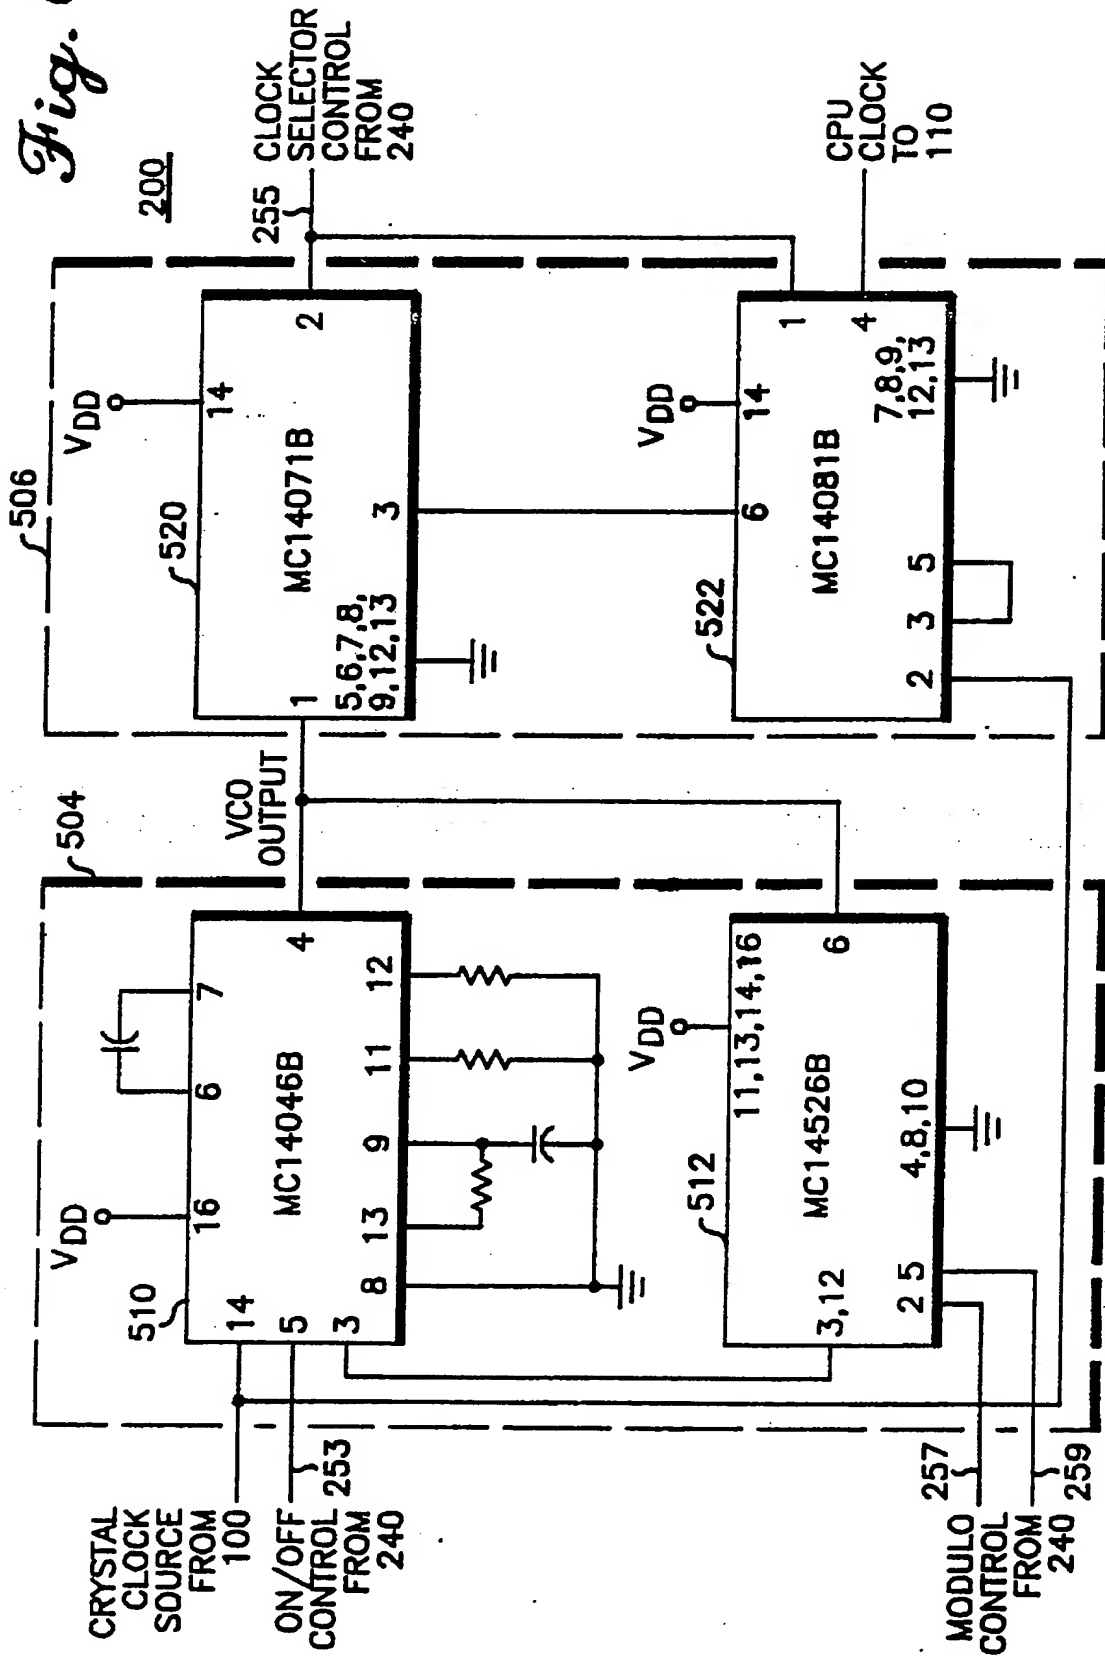 Fig.
200
506
520
VDD
14
MC14071B
1
2
3
5,6,7,8,
9,12,13
255
CLOCK
SELECTOR
CONTROL
FROM
240
522
VDD
14
MC14081B
6
1
4
2
3
5
7,8,9,
12,13
CPU
CLOCK
TO
110
504
VCO
OUTPUT
510
VDD
16
6
7
MC14046B
14
5
3
4
8
13
9
11
12
CRYSTAL
CLOCK
SOURCE
FROM
100
ON/OFF
CONTROL
FROM
240
253
512
VDD
11,13,14,16
MC14526B
3,12
6
2
5
4,8,10
MODULO
CONTROL
FROM
240
257
259